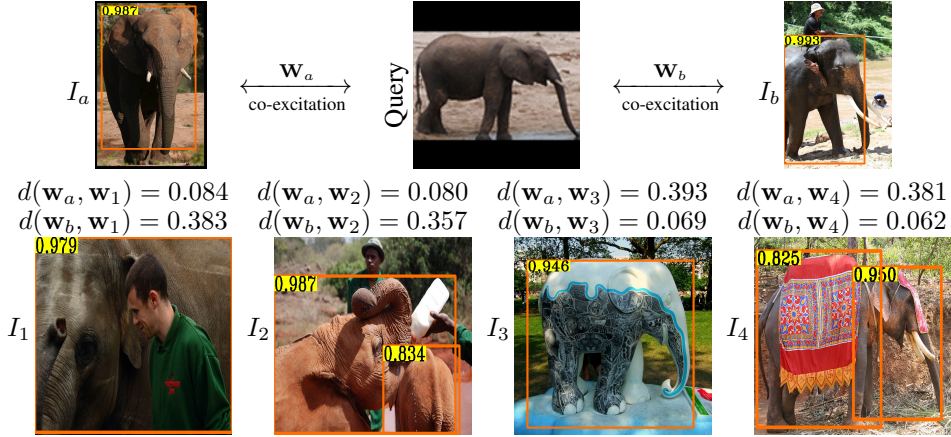 0.987
I_a
w_a
co-excitation
Query
w_b
co-excitation
I_b
0.993
d(w_a, w_1) = 0.084
d(w_b, w_1) = 0.383
d(w_a, w_2) = 0.080
d(w_b, w_2) = 0.357
d(w_a, w_3) = 0.393
d(w_b, w_3) = 0.069
d(w_a, w_4) = 0.381
d(w_b, w_4) = 0.062
I_1
0.979
I_2
0.987
0.834
I_3
0.946
I_4
0.825
0.950